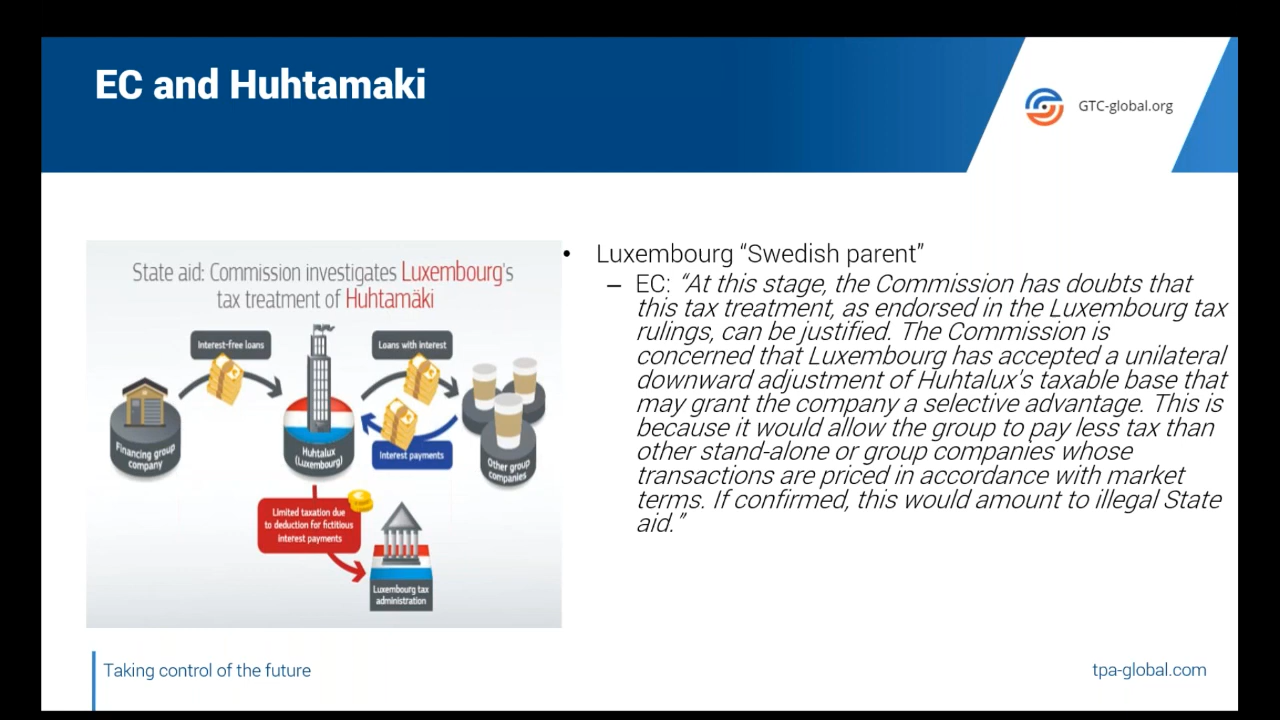 EC and Huhtamaki
GTC-global.org
State aid: Commission investigates Luxembourg's
tax treatment of Huhtamäki
Interest-free loans
Loans with interest
Financing group
company
Huhtalux
(Luxembourg)
Interest payments
Other group
companies
Limited taxation due
to deduction for fictitious
interest payments
Luxembourg tax
administration
• Luxembourg “Swedish parent”
– EC: “At this stage, the Commission has doubts that
this tax treatment, as endorsed in the Luxembourg tax
rulings, can be justified. The Commission is
concerned that Luxembourg has accepted a unilateral
downward adjustment of Huhtalux's taxable base that
may grant the company a selective advantage. This is
because it would allow the group to pay less tax than
other stand-alone or group companies whose
transactions are priced in accordance with market
terms. If confirmed, this would amount to illegal State
aid.”
Taking control of the future
tpa-global.com